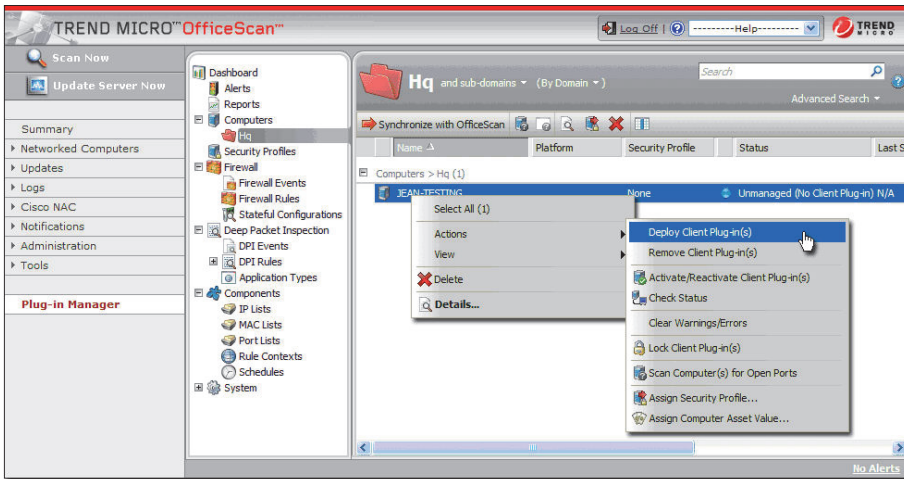 TREND MICRO™ OfficeScan™
Log Off | ---------Help---------
TREND MICRO
Scan Now
Update Server Now
Summary
Networked Computers
Updates
Logs
Cisco NAC
Notifications
Administration
Tools
Plug-in Manager
Dashboard
Alerts
Reports
Computers
Hq
Security Profiles
Firewall
Firewall Events
Firewall Rules
Stateful Configurations
Deep Packet Inspection
DPI Events
DPI Rules
Application Types
Components
IP Lists
MAC Lists
Port Lists
Rule Contexts
Schedules
System
Hq and sub-domains (By Domain)
Search
Advanced Search
Synchronize with OfficeScan
Name Platform Security Profile Status Last S
Computers > Hq (1)
JEAN-TESTING None Unmanaged (No Client Plug-in) N/A
Select All (1)
Actions
View
Delete
Details...
Deploy Client Plug-in(s)
Remove Client Plug-in(s)
Activate/Reactivate Client Plug-in(s)
Check Status
Clear Warnings/Errors
Lock Client Plug-in(s)
Scan Computer(s) for Open Ports
Assign Security Profile...
Assign Computer Asset Value...
No Alerts